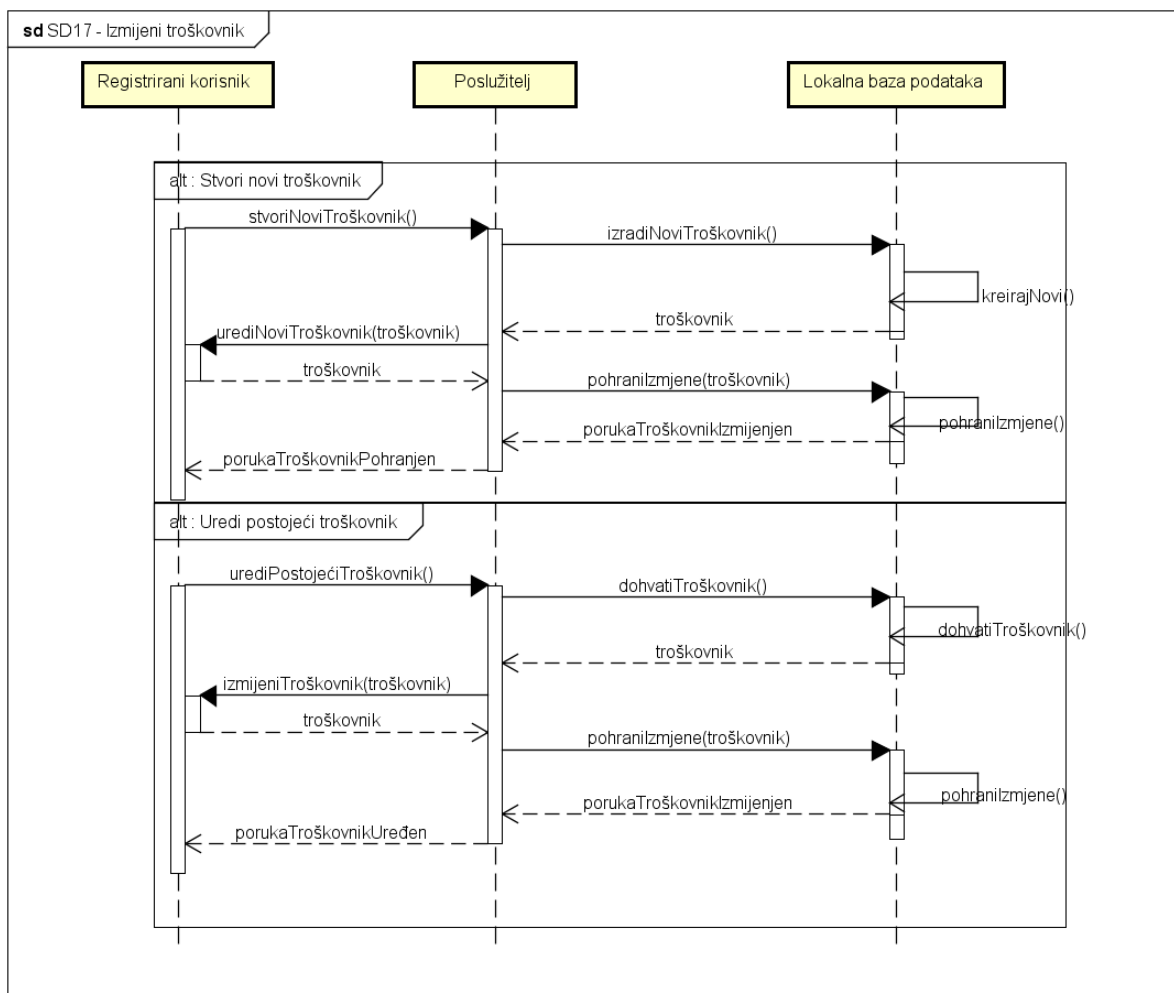 sd SD17 - Izmijeni troškovnik
Registrirani korisnik
Poslužitelj
Lokalna baza podataka
alt : Stvori novi troškovnik
stvoriNoviTroškovnik()
izradiNoviTroškovnik()
kreirajNovi()
troškovnik
urediNoviTroškovnik(troškovnik)
troškovnik
pohraniIzmjene(troškovnik)
pohraniIzmjene()
porukaTroškovnikIzmijenjen
porukaTroškovnikPohranjen
alt : Uredi postojeći troškovnik
urediPostojećiTroškovnik()
dohvatiTroškovnik()
dohvatiTroškovnik()
troškovnik
izmijeniTroškovnik(troškovnik)
troškovnik
pohraniIzmjene(troškovnik)
pohraniIzmjene()
porukaTroškovnikIzmijenjen
porukaTroškovnikUređen